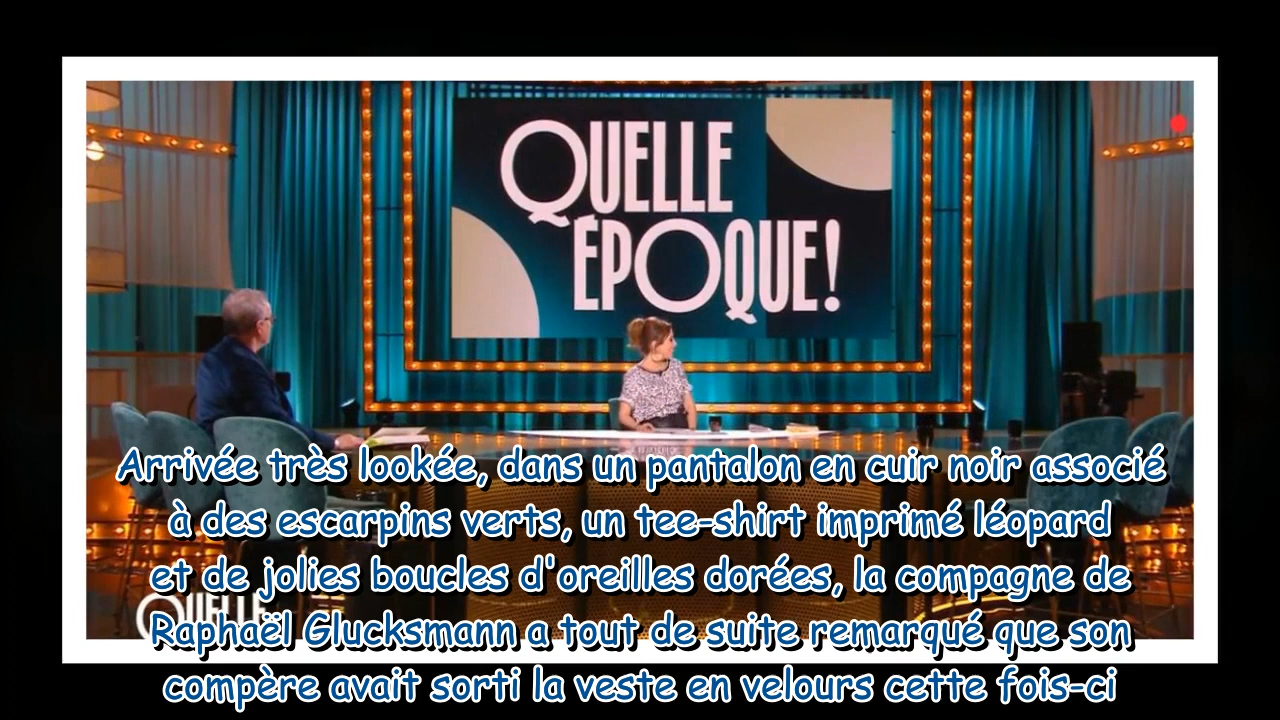 QUELLE
ÉPOQUE!
Arrivée très lookée, dans un pantalon en cuir noir associé
à des escarpins verts, un tee-shirt imprimé léopard
et de jolies boucles d'oreilles dorées, la compagne de
QUELLE
Raphaël Glucksmann a tout de suite remarqué que son
compère avait sorti la veste en velours cette fois-ci